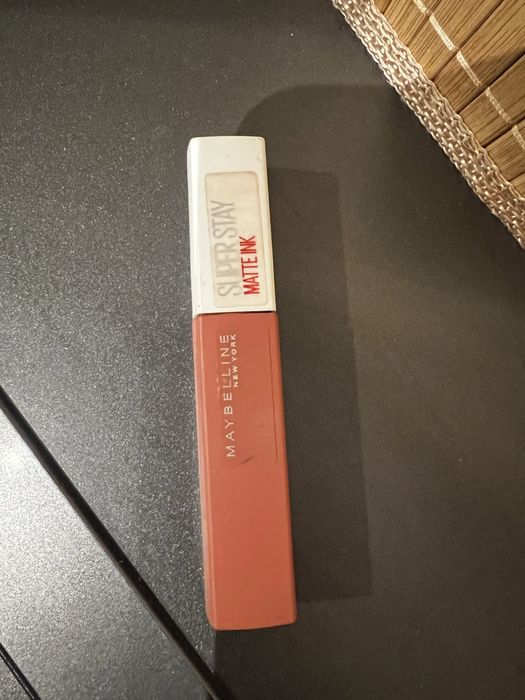 SUPER STAY
MATTE INK
MAYBELLINE
NEW YORK